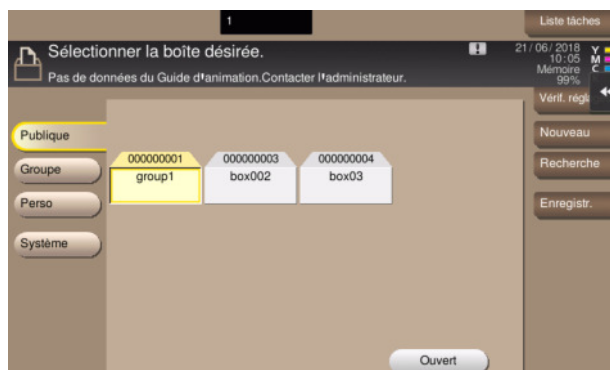 1
Liste tâches
Sélectionner la boîte désirée.
21/06/2018
10:05
Mémoire
99%
Y
M
C
Pas de données du Guide d'animation.Contacter l'administrateur.
Vérif. régl
Publique
Nouveau
000000001
000000003
000000004
Recherche
Groupe
group1
box002
box03
Perso
Enregistr.
Système
Ouvert